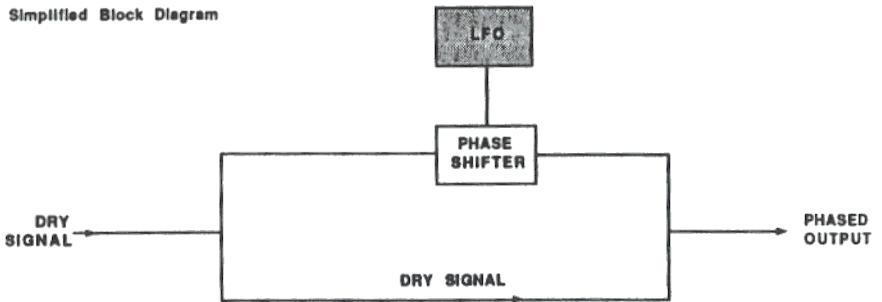 Simplified Block Diagram
LFO
PHASE
SHIFTER
DRY
SIGNAL
PHASED
OUTPUT
DRY SIGNAL